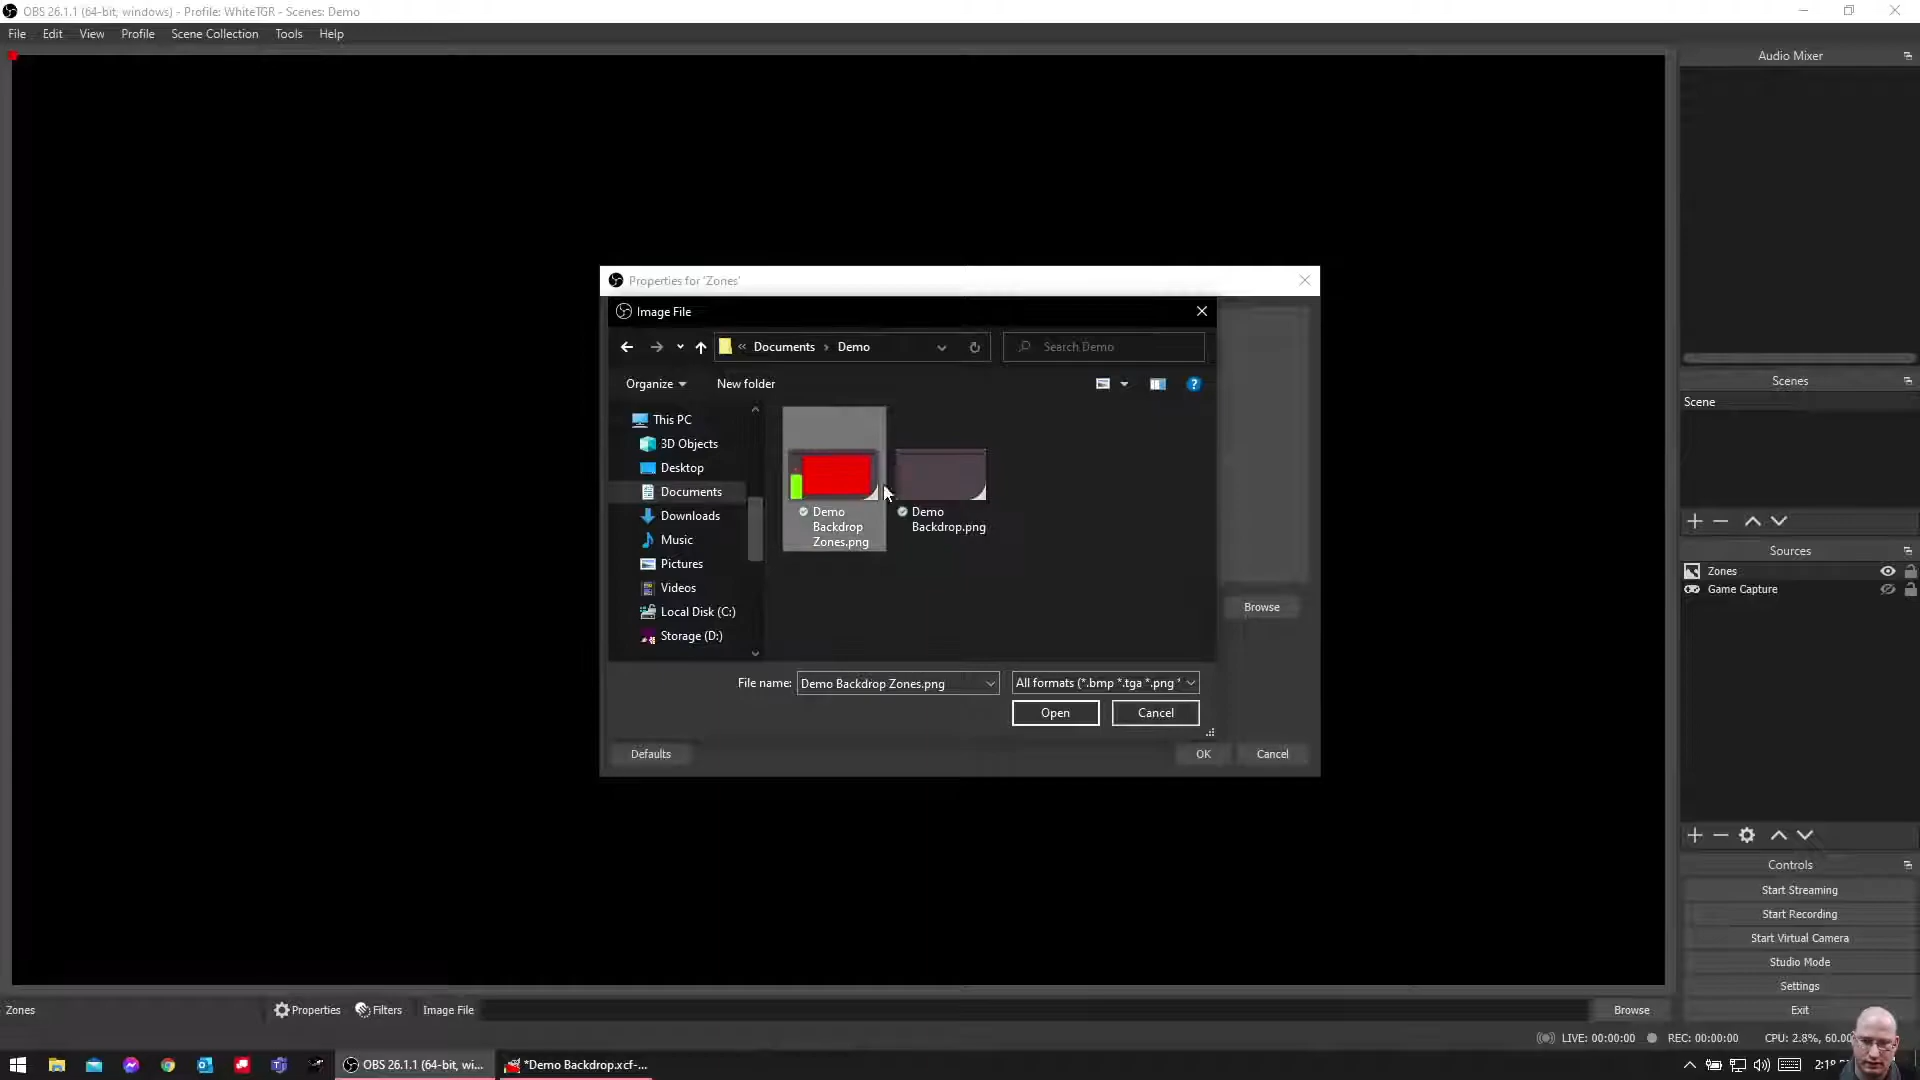 OBS 26.1.1 (64-bit, windows) - Profile: WhiteTGR - Scenes: Demo
File Edit View Profile Scene Collection Tools Help
Audio Mixer
Properties for 'Zones'
Image File
« Documents › Demo
Search Demo
Organize
New folder
This PC
3D Objects
Desktop
Documents
Downloads
Music
Pictures
Videos
Local Disk (C:)
Storage (D:)
Demo
Backdrop
Zones.png
Demo
Backdrop.png
File name: Demo Backdrop Zones.png
All formats (*.bmp *.tga *.png *
Open Cancel
Browse
Defaults
OK Cancel
Scenes
Scene
Sources
Zones
Game Capture
Controls
Start Streaming
Start Recording
Start Virtual Camera
Studio Mode
Settings
Exit
Zones
Properties Filters Image File Browse
LIVE: 00:00:00 REC: 00:00:00 CPU: 2.8%, 60.00
OBS 26.1.1 (64-bit, wi...
*Demo Backdrop.xcf-...